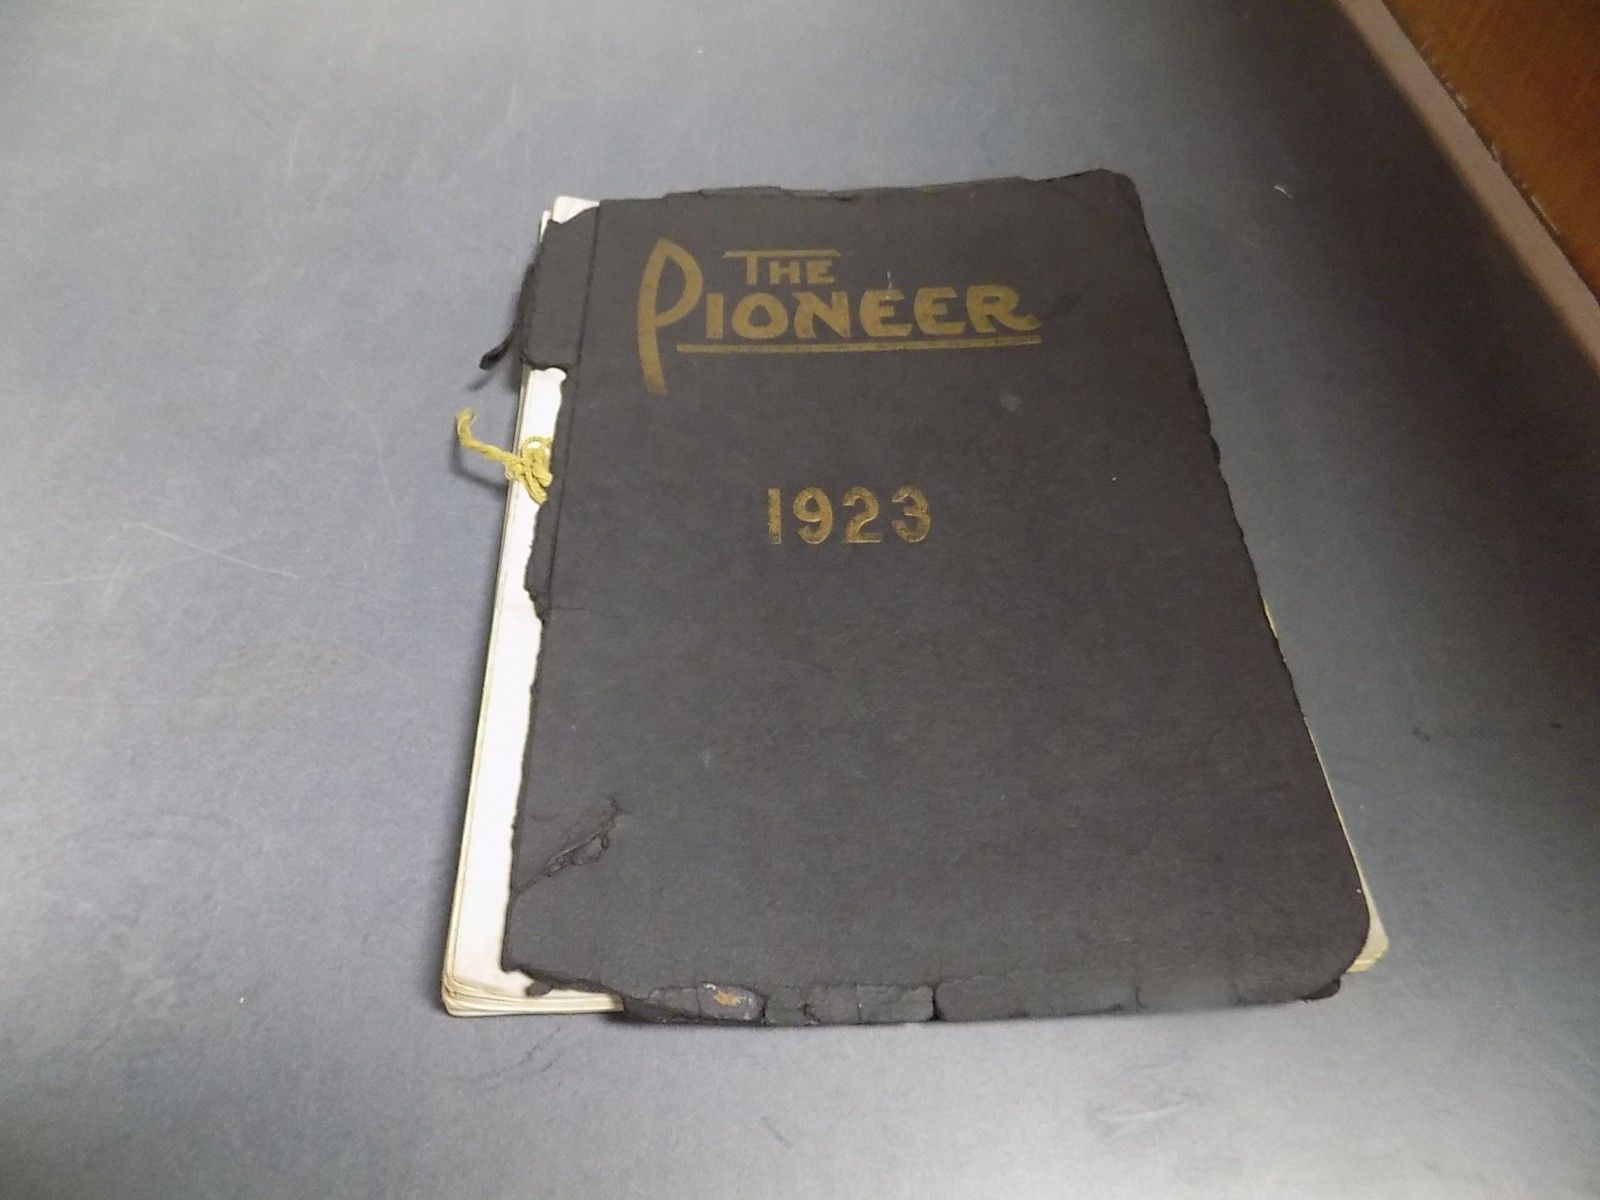 THE
PIONEER
1923